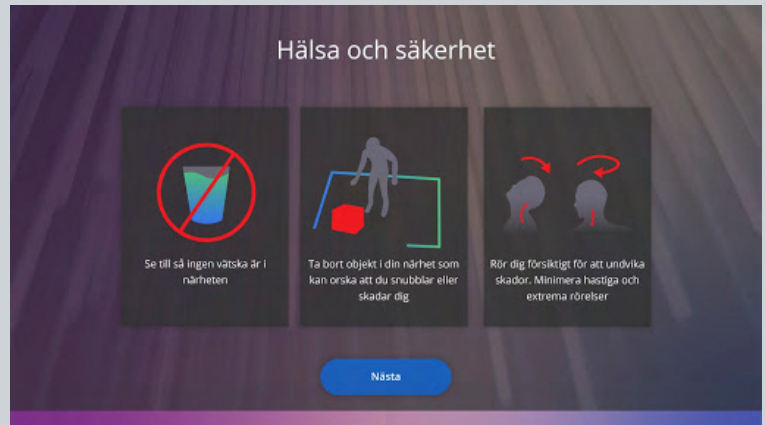 Hälsa och säkerhet
Se till så ingen vätska är i
närheten
Ta bort objekt i din närhet som
kan orska att du snubblar eller
skadar dig
Rör dig försiktigt för att undvika
skador. Minimera hastiga och
extrema rörelser
Nästa